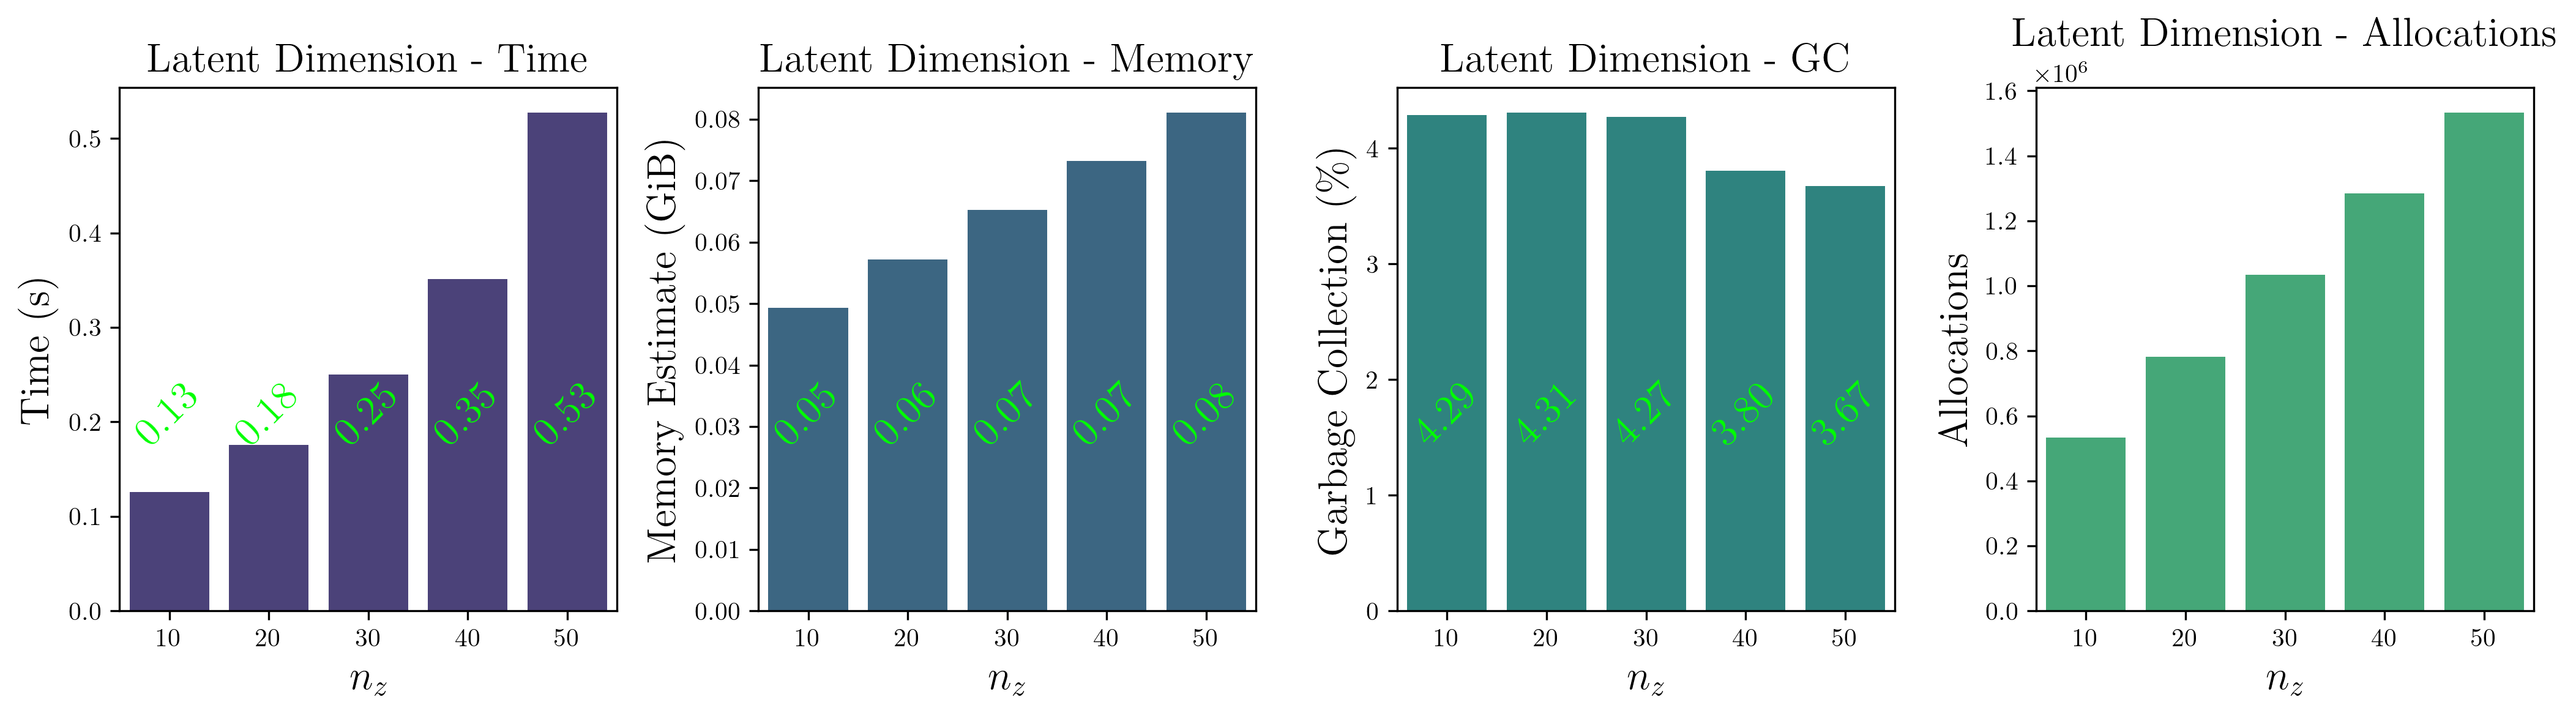 Latent Dimension - Time
Time (s)
0.5
0.4
0.3
0.2
0.1
0.0
0.13
0.18
0.25
0.35
0.53
10 20 30 40 50
n_z
Latent Dimension - Memory
Memory Estimate (GiB)
0.08
0.07
0.06
0.05
0.04
0.03
0.02
0.01
0.00
0.05
0.06
0.07
0.07
0.08
10 20 30 40 50
n_z
Latent Dimension - GC
Garbage Collection (%)
4
3
2
1
0
4.29
4.31
4.27
3.80
3.67
10 20 30 40 50
n_z
Latent Dimension - Allocations
×10⁶
Allocations
1.6
1.4
1.2
1.0
0.8
0.6
0.4
0.2
0.0
10 20 30 40 50
n_z